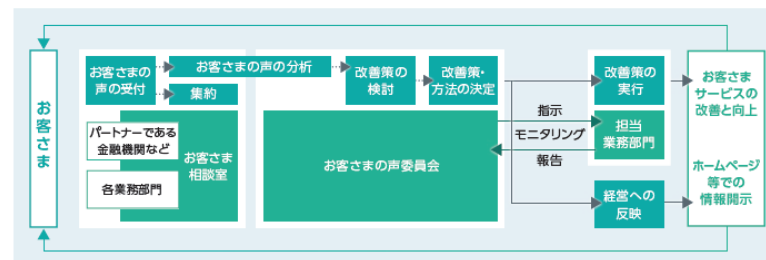 お客さま
お客さまの
声の受付
お客さまの声の分析
集約
パートナーである
金融機関など
各業務部門
お客さま
相談室
改善策の
検討
改善策・
方法の決定
お客さまの声委員会
指示
モニタリング
報告
改善策の
実行
担当
業務部門
経営への
反映
お客さま
サービスの
改善と向上
ホームページ
等での
情報開示